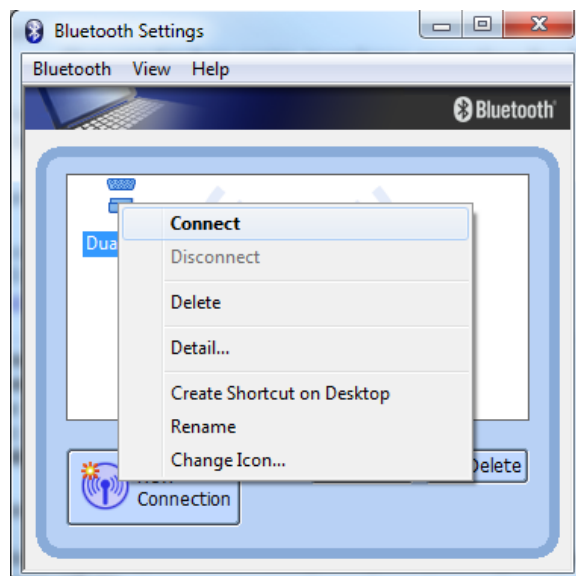 Bluetooth Settings
Bluetooth View Help
Bluetooth
Connect
Disconnect
Delete
Detail...
Create Shortcut on Desktop
Rename
Change Icon...
Delete
Connection